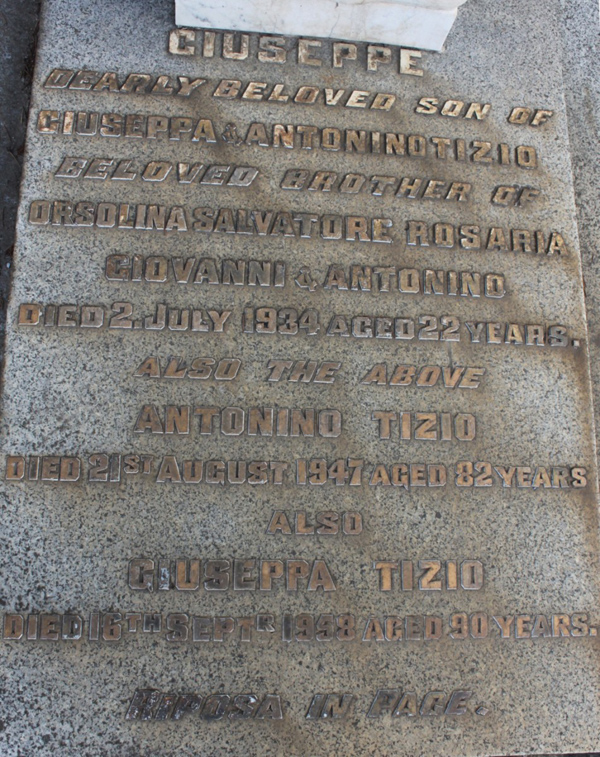 GIUSEPPE
DEARLY BELOVED SON OF
GIUSEPPA & ANTONINO TIZIO
BELOVED BROTHER OF
ORSOLINA SALVATORE ROSARIA
GIOVANNI & ANTONINO
DIED 2. JULY 1934 AGED 22 YEARS.
ALSO THE ABOVE
ANTONINO TIZIO
DIED 21ST AUGUST 1947 AGED 82 YEARS
ALSO
GIUSEPPA TIZIO
DIED 16TH SEPTR AGED 90 YEARS.
RIPOSA IN PACE.